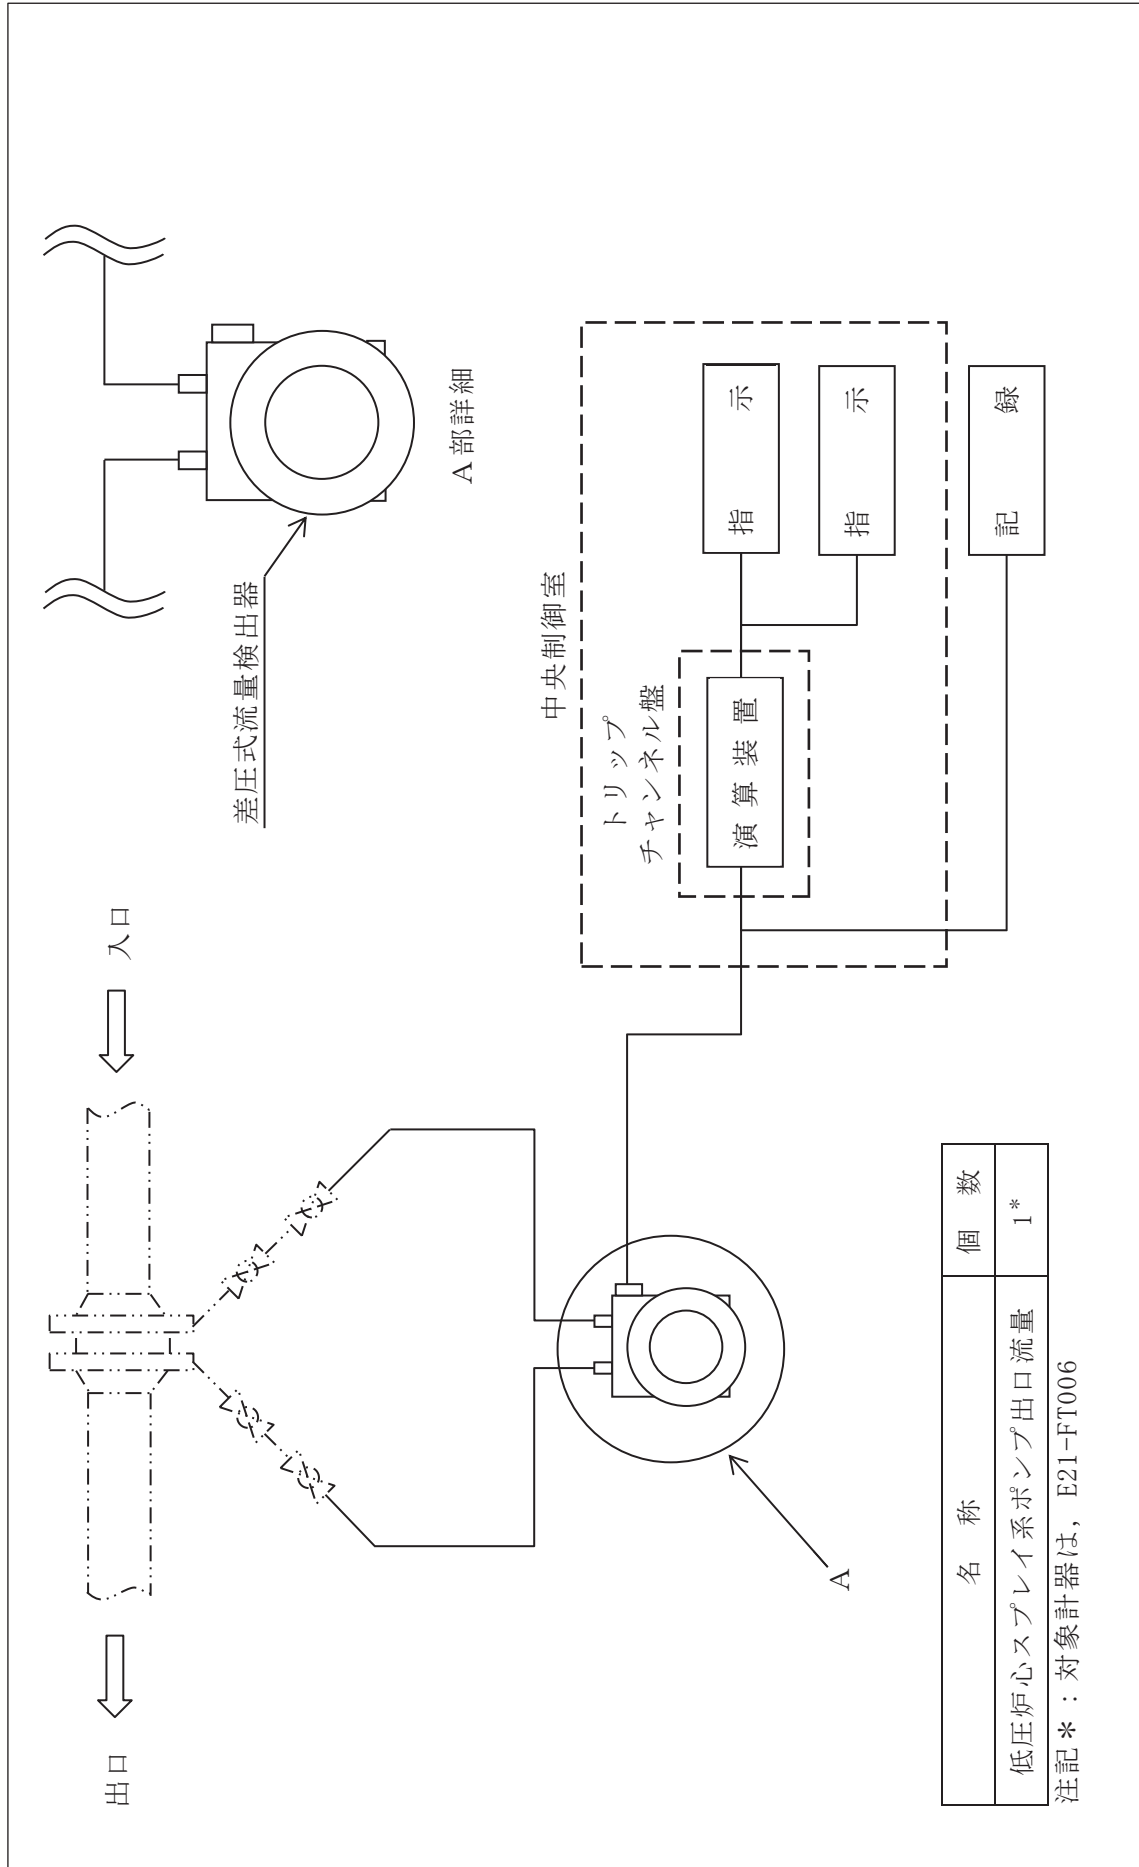 出口
入口
差圧式流量検出器
A部詳細
中央制御室
トリップ
チャンネル盤
演算装置
指示
指示
記録
A
名称 個数
低圧炉心スプレイ系ポンプ出口流量 1*
注記*：対象計器は，E21-FT006